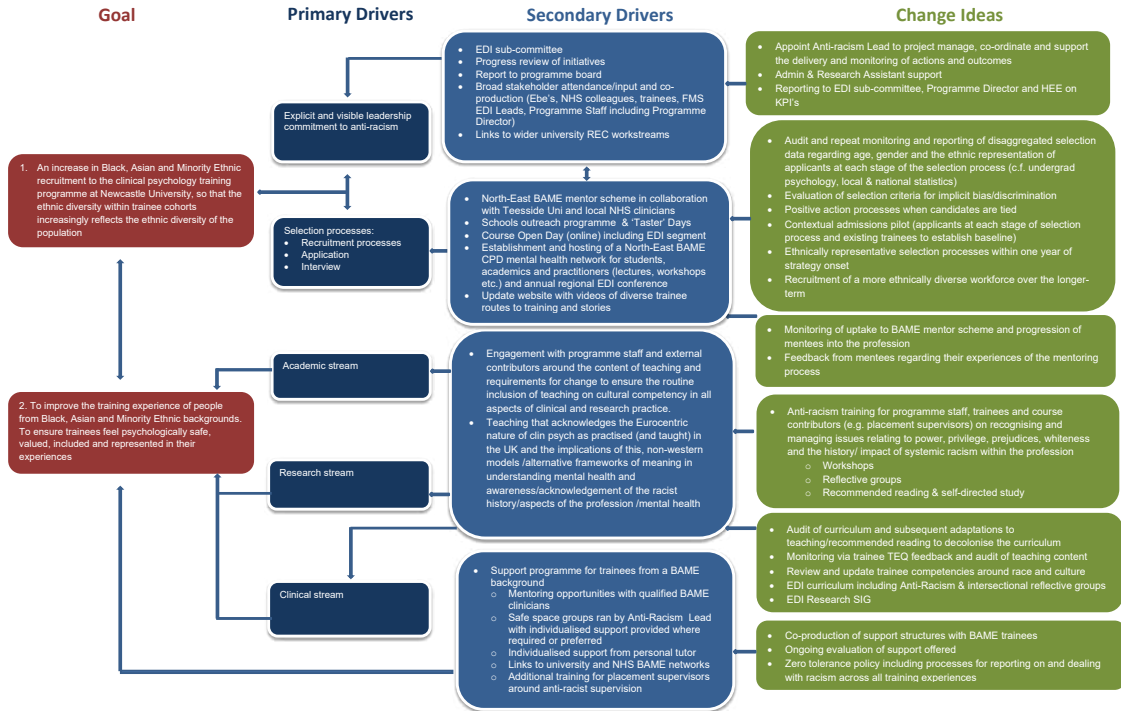 Goal
Primary Drivers
Secondary Drivers
Change Ideas
1. An increase in Black, Asian and Minority Ethnic
recruitment to the clinical psychology training
programme at Newcastle University, so that the
ethnic diversity within trainee cohorts
increasingly reflects the ethnic diversity of the
population
2. To improve the training experience of people
from Black, Asian and Minority Ethnic backgrounds.
To ensure trainees feel psychologically safe,
valued, included and represented in their
experiences
Explicit and visible leadership
commitment to anti-racism
Selection processes:
• Recruitment processes
• Application
• Interview
Academic stream
Research stream
Clinical stream
• EDI sub-committee
• Progress review of initiatives
• Report to programme board
• Broad stakeholder attendance/input and co-
production (Ebe's, NHS colleagues, trainees, FMS
EDI Leads, Programme Staff including Programme
Director)
• Links to wider university REC workstreams
• North-East BAME mentor scheme in collaboration
with Teesside Uni and local NHS clinicians
• Schools outreach programme & 'Taster' Days
• Course Open Day (online) including EDI segment
• Establishment and hosting of a North-East BAME
CPD mental health network for students,
academics and practitioners (lectures, workshops
etc.) and annual regional EDI conference
• Update website with videos of diverse trainee
routes to training and stories
• Engagement with programme staff and external
contributors around the content of teaching and
requirements for change to ensure the routine
inclusion of teaching on cultural competency in all
aspects of clinical and research practice.
• Teaching that acknowledges the Eurocentric
nature of clin psych as practised (and taught) in
the UK and the implications of this, non-western
models /alternative frameworks of meaning in
understanding mental health and
awareness/acknowledgement of the racist
history/aspects of the profession /mental health
• Support programme for trainees from a BAME
background
o Mentoring opportunities with qualified BAME
clinicians
o Safe space groups ran by Anti-Racism Lead
with individualised support provided where
required or preferred
o Individualised support from personal tutor
o Links to university and NHS BAME networks
o Additional training for placement supervisors
around anti-racist supervision
• Appoint Anti-racism Lead to project manage, co-ordinate and support
the delivery and monitoring of actions and outcomes
• Admin & Research Assistant support
• Reporting to EDI sub-committee, Programme Director and HEE on
KPI's
• Audit and repeat monitoring and reporting of disaggregated selection
data regarding age, gender and the ethnic representation of
applicants at each stage of the selection process (c.f. undergrad
psychology, local & national statistics)
• Evaluation of selection criteria for implicit bias/discrimination
• Positive action processes when candidates are tied
• Contextual admissions pilot (applicants at each stage of selection
process and existing trainees to establish baseline)
• Ethnically representative selection processes within one year of
strategy onset
• Recruitment of a more ethnically diverse workforce over the longer-
term
• Monitoring of uptake to BAME mentor scheme and progression of
mentees into the profession
• Feedback from mentees regarding their experiences of the mentoring
process
• Anti-racism training for programme staff, trainees and course
contributors (e.g. placement supervisors) on recognising and
managing issues relating to power, privilege, prejudices, whiteness
and the history/ impact of systemic racism within the profession
o Workshops
o Reflective groups
o Recommended reading & self-directed study
• Audit of curriculum and subsequent adaptations to
teaching/recommended reading to decolonise the curriculum
• Monitoring via trainee TEQ feedback and audit of teaching content
• Review and update trainee competencies around race and culture
• EDI curriculum including Anti-Racism & intersectional reflective groups
• EDI Research SIG
• Co-production of support structures with BAME trainees
• Ongoing evaluation of support offered
• Zero tolerance policy including processes for reporting on and dealing
with racism across all training experiences